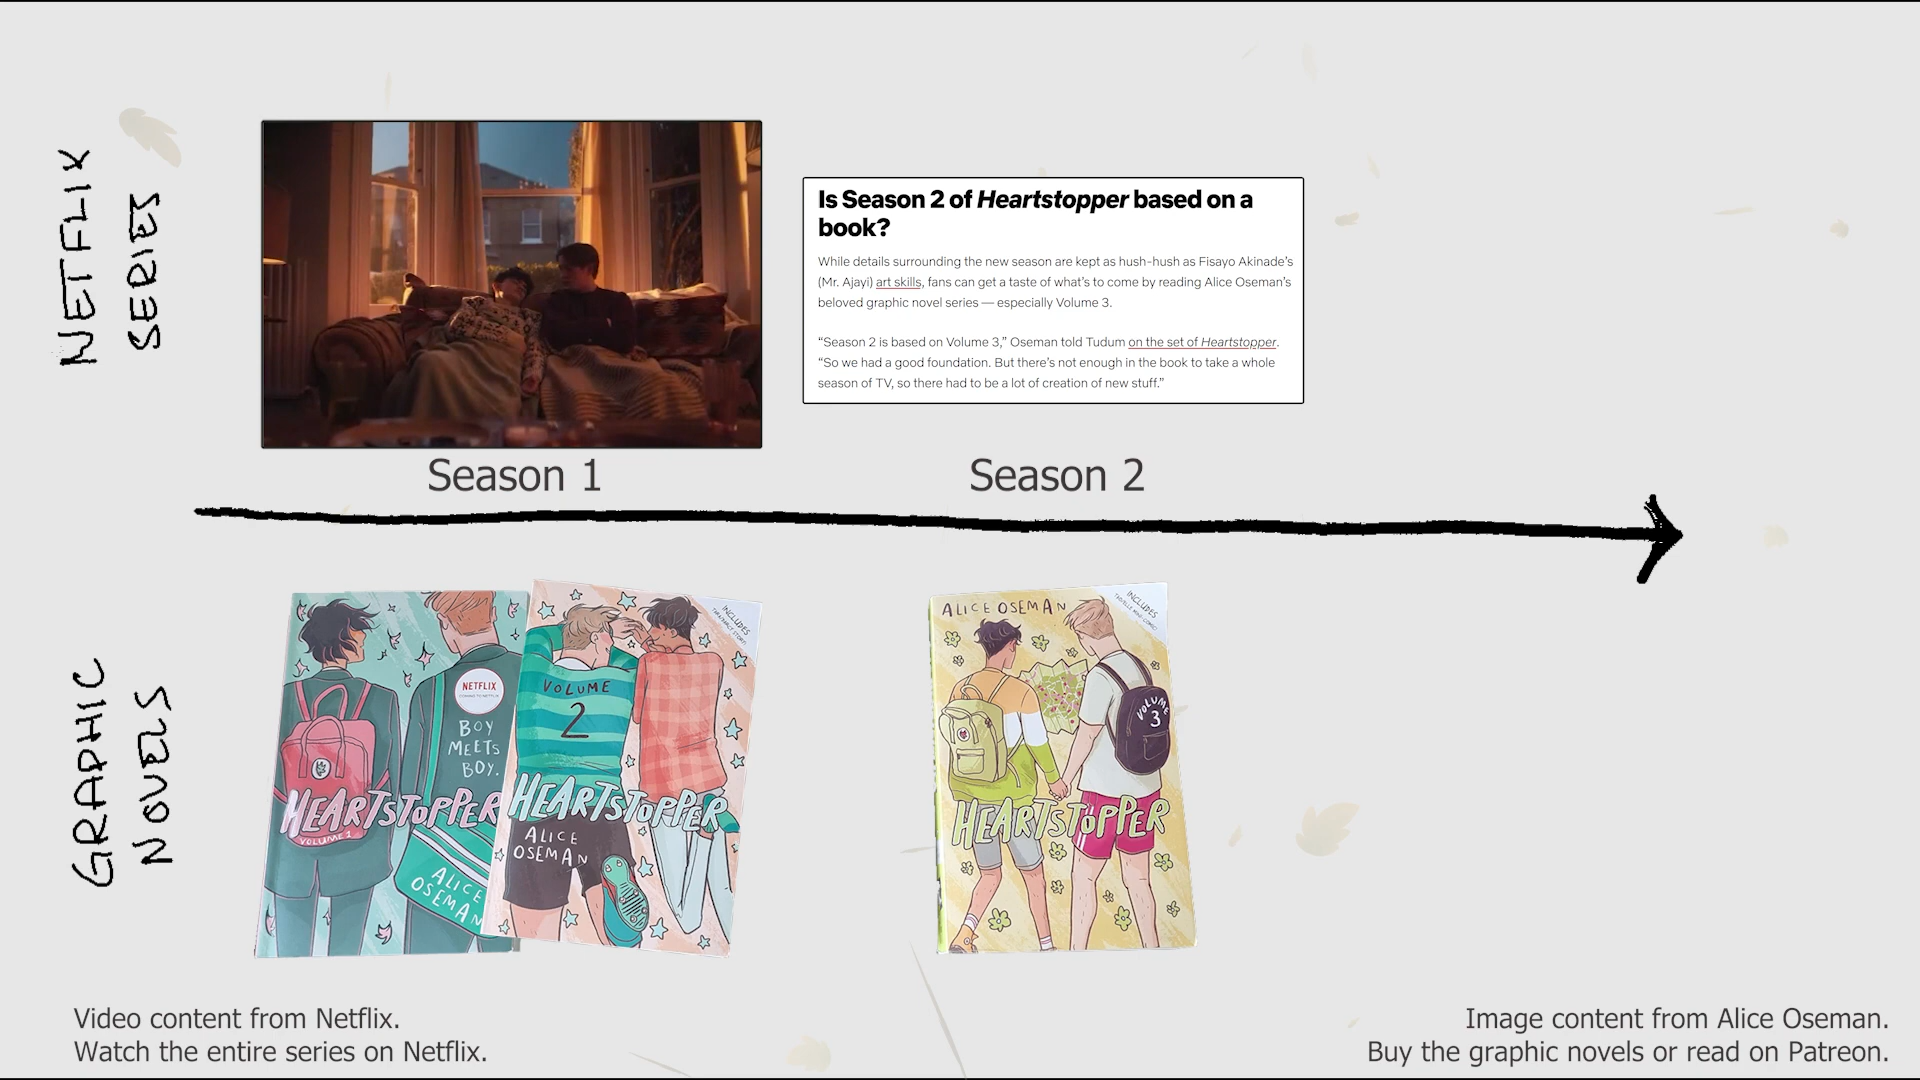 NETFLIX
SERIES
Is Season 2 of Heartstopper based on a
book?
While details surrounding the new season are kept as hush-hush as Fisayo Akinade's
(Mr. Ajayi) art skills, fans can get a taste of what's to come by reading Alice Oseman's
beloved graphic novel series — especially Volume 3.
“Season 2 is based on Volume 3,” Oseman told Tudum on the set of Heartstopper.
“So we had a good foundation. But there's not enough in the book to take a whole
season of TV, so there had to be a lot of creation of new stuff.”
Season 1
Season 2
GRAPHIC
NOVELS
NETFLIX
BOY
MEETS
BOY.
HEARTSTOPPER
VOLUME 1
ALICE
OSEMAN
INCLUDES
VOLUME
2
HEARTSTOPPER
ALICE
OSEMAN
ALICE OSEMAN
INCLUDES
VOLUME
3
HEARTSTOPPER
Video content from Netflix.
Watch the entire series on Netflix.
Image content from Alice Oseman.
Buy the graphic novels or read on Patreon.